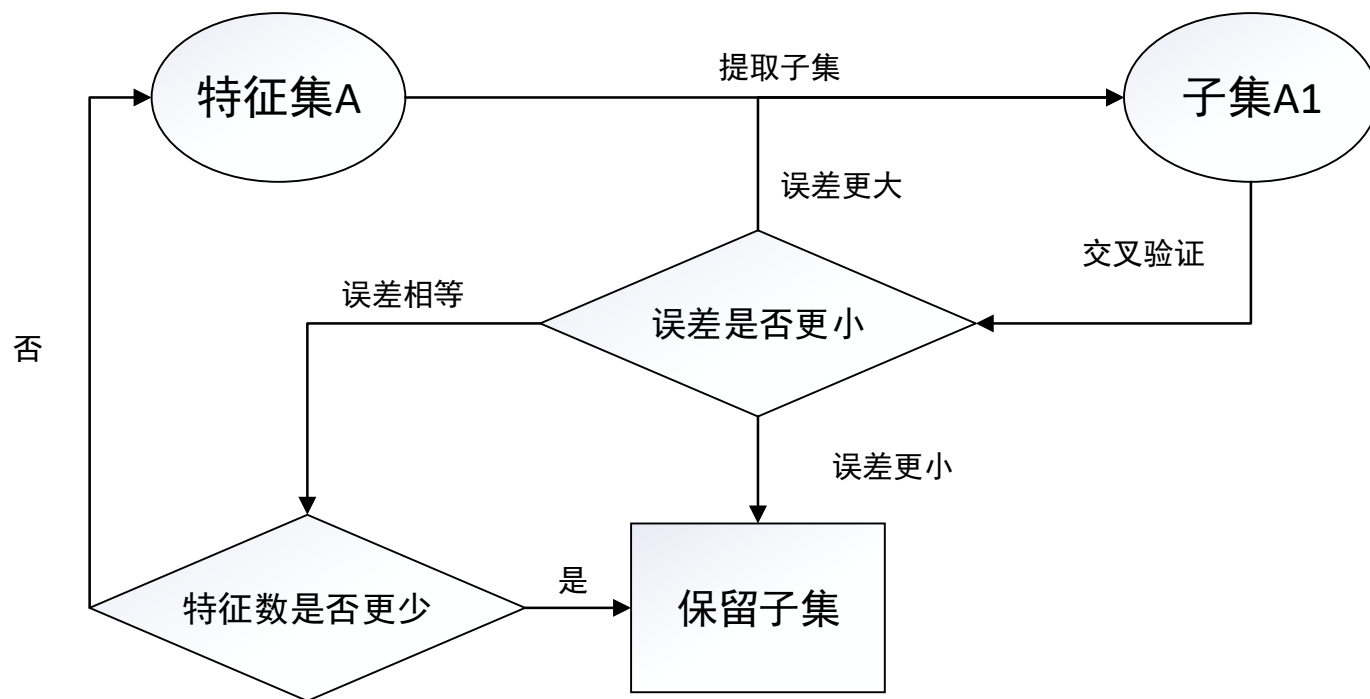 特征集A
提取子集
子集A1
误差更大
交叉验证
误差相等
误差是否更小
否
误差更小
特征数是否更少
是
保留子集